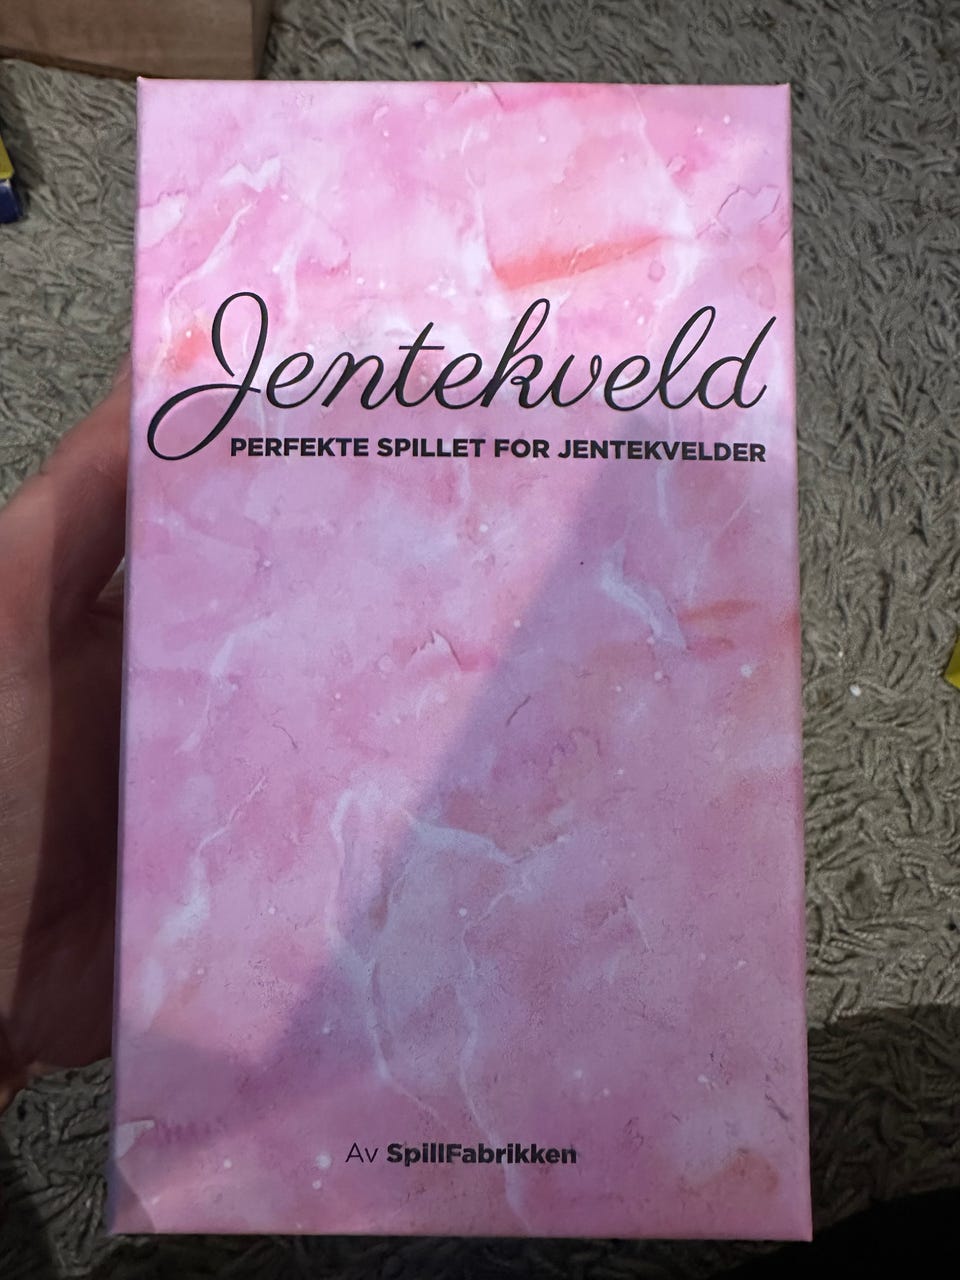 Jentekveld
PERFEKTE SPILLET FOR JENTEKVELDER
Av SpillFabrikken